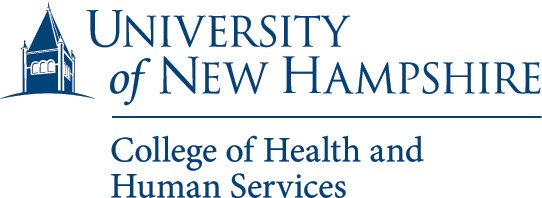 University
of New Hampshire
College of Health and
Human Services